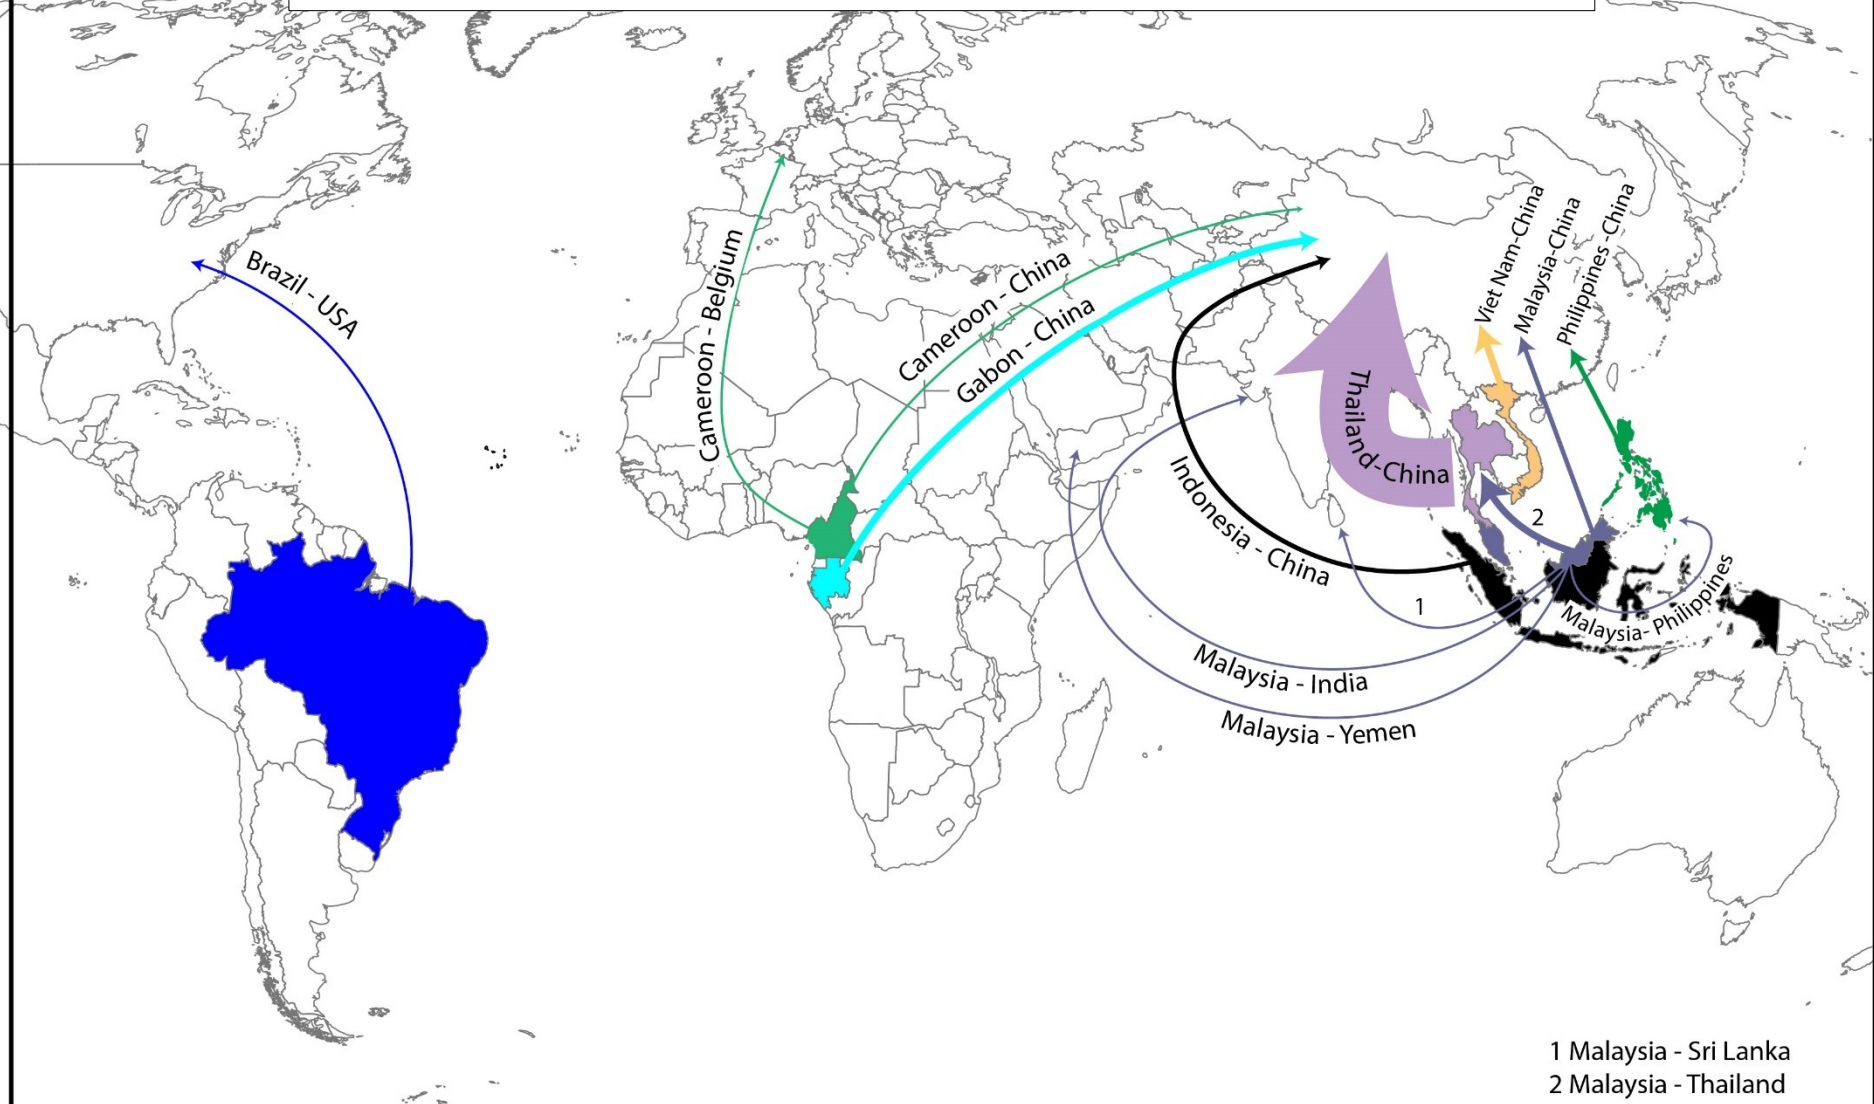 Brazil - USA
Cameroon - Belgium
Cameroon - China
Gabon - China
Indonesia - China
Thailand-China
Viet Nam-China
Malaysia-China
Philippines-China
2
1
Malaysia- Philippines
Malaysia - India
Malaysia - Yemen
1 Malaysia - Sri Lanka
2 Malaysia - Thailand